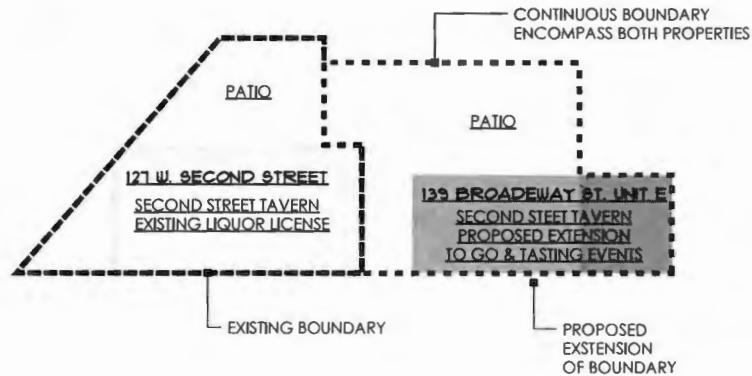 CONTINUOUS BOUNDARY
ENCOMPASS BOTH PROPERTIES
PATIO
PATIO
127 W. SECOND STREET
SECOND STREET TAVERN
EXISTING LIQUOR LICENSE
139 BROADEWAY ST. UNIT E
SECOND STEET TAVERN
PROPOSED EXTENSION
TO GO & TASTING EVENTS
EXISTING BOUNDARY
PROPOSED
EXSTENSION
OF BOUNDARY